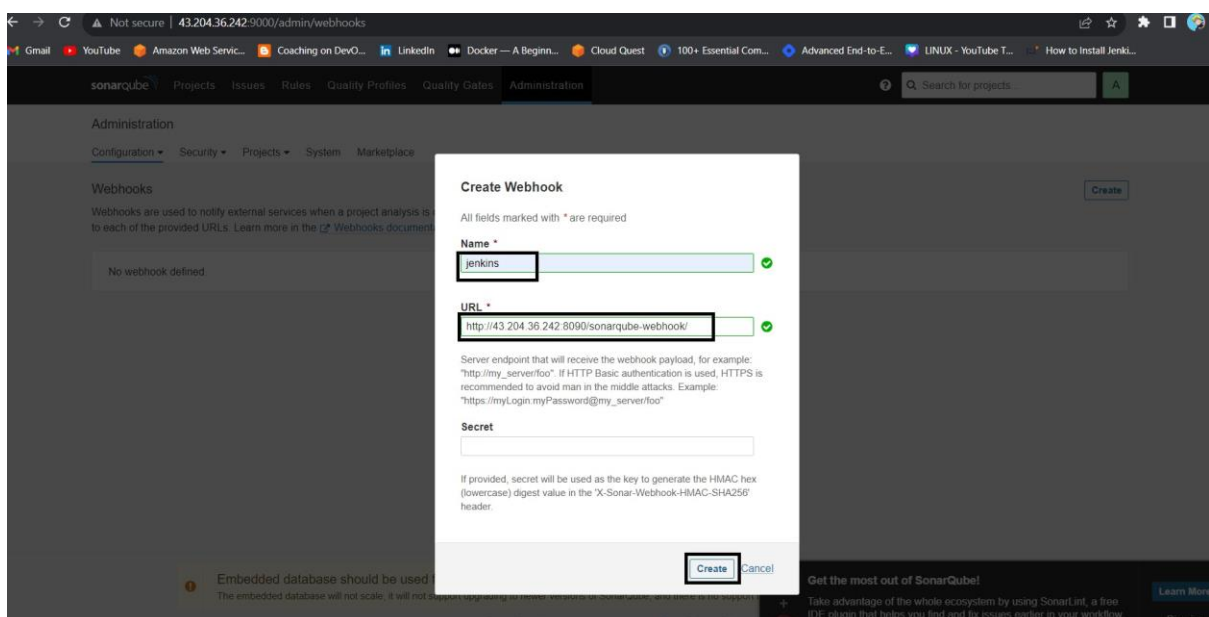 Not secure | 43.204.36.242:9000/admin/webhooks
Gmail YouTube Amazon Web Servic... Coaching on DevO... LinkedIn Docker — A Beginn... Cloud Quest 100+ Essential Com... Advanced End-to-E... LINUX - YouTube T... How to Install Jenki...
sonarqube Projects Issues Rules Quality Profiles Quality Gates Administration Search for projects... A
Administration
Configuration Security Projects System Marketplace
Webhooks
Create
Webhooks are used to notify external services when a project analysis is
to each of the provided URLs. Learn more in the Webhooks
No webhook defined
Create Webhook
All fields marked with * are required
Name *
jenkins
URL *
http://43.204.36.242:8090/sonarqube-webhook/
Server endpoint that will receive the webhook payload, for example:
"http://my_server/foo". If HTTP Basic authentication is used, HTTPS is
recommended to avoid man in the middle attacks. Example:
"https://myLogin:myPassword@my_server/foo"
Secret
If provided, secret will be used as the key to generate the HMAC hex
(lowercase) digest value in the 'X-Sonar-Webhook-HMAC-SHA256'
header.
Create Cancel
Embedded database should be used
The embedded database will not scale, it will not support upgrading to newer versions of SonarQube, and there is no support
Get the most out of SonarQube!
Take advantage of the whole ecosystem by using SonarLint, a free
IDE plugin that helps you find and fix issues earlier in your workflow.
Learn More